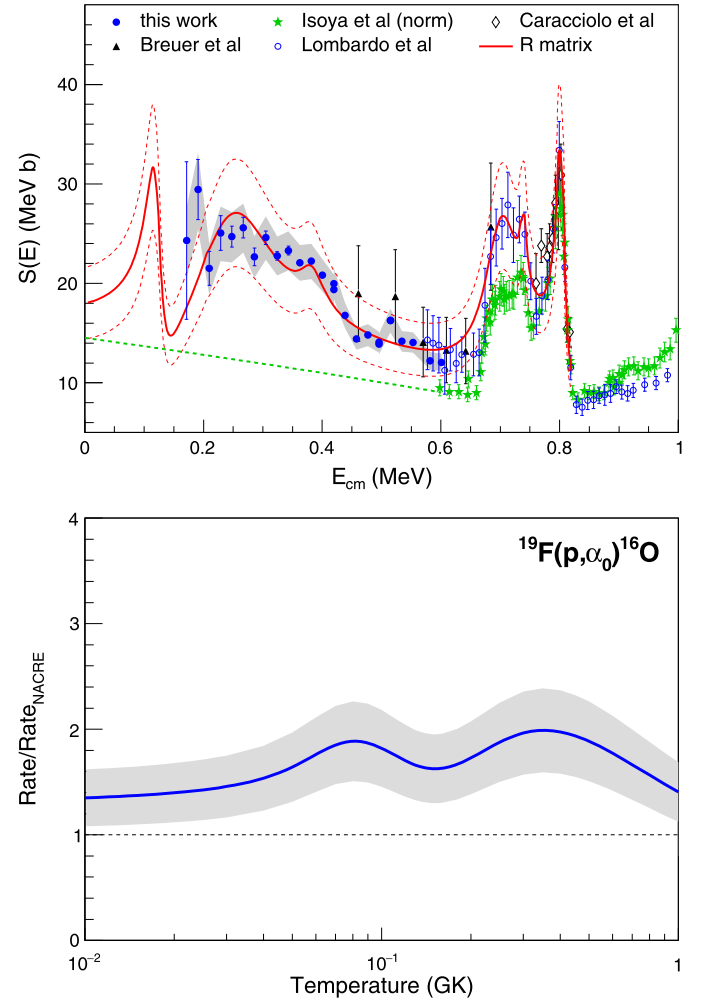 this work
Isoya et al (norm)
Caracciolo et al
Breuer et al
Lombardo et al
R matrix
S(E) (MeV b)
40
30
20
10
0
0.2
0.4
0.6
0.8
1
E_cm (MeV)
¹⁹F(p,α₀)¹⁶O
Rate/Rate_NACRE
4
3
2
1
0
10⁻²
10⁻¹
1
Temperature (GK)